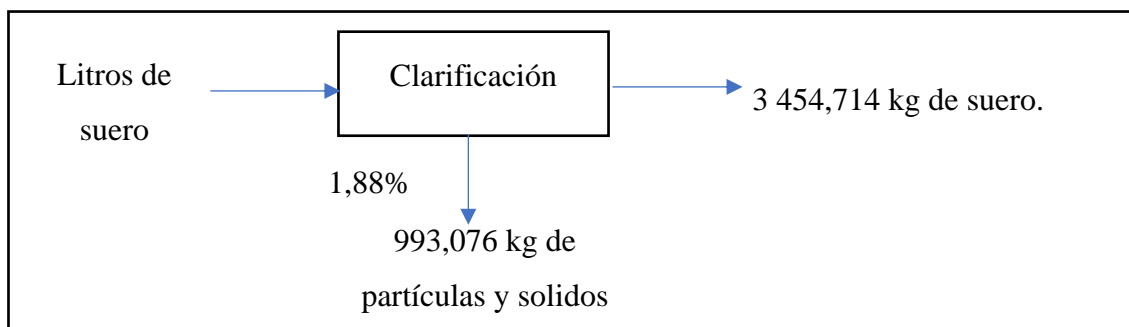 Litros de
suero
Clarificación
3 454,714 kg de suero.
1,88%
993,076 kg de
partículas y solidos